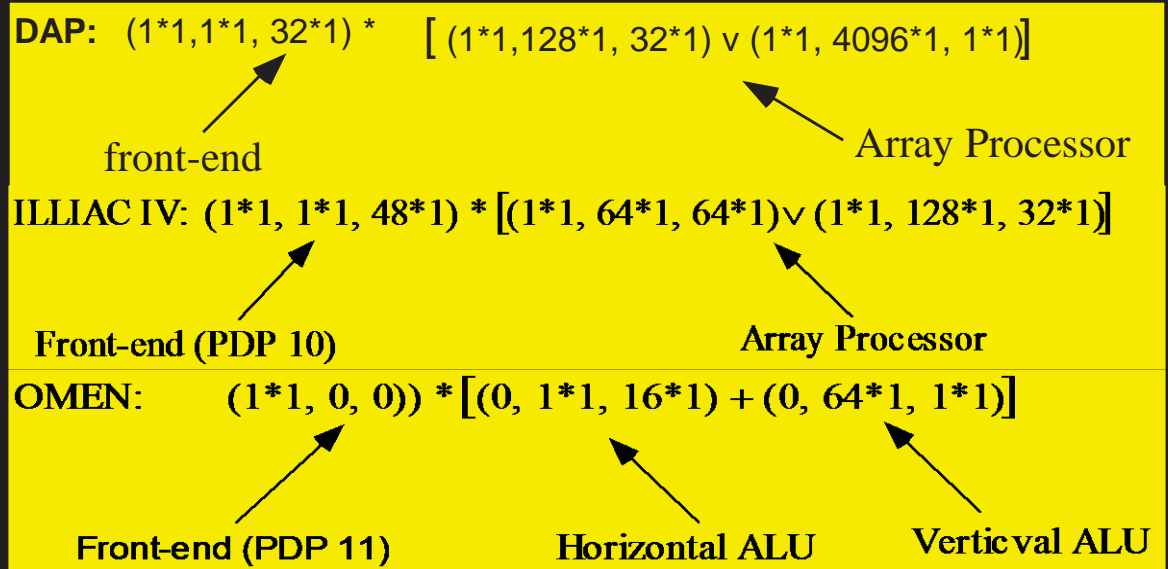 DAP: (1*1,1*1, 32*1) * [ (1*1,128*1, 32*1) v (1*1, 4096*1, 1*1)]
front-end Array Processor
ILLIAC IV: (1*1, 1*1, 48*1) * [(1*1, 64*1, 64*1)∨ (1*1, 128*1, 32*1)]
Front-end (PDP 10) Array Processor
OMEN: (1*1, 0, 0)) * [(0, 1*1, 16*1) + (0, 64*1, 1*1)]
Front-end (PDP 11) Horizontal ALU Verticval ALU